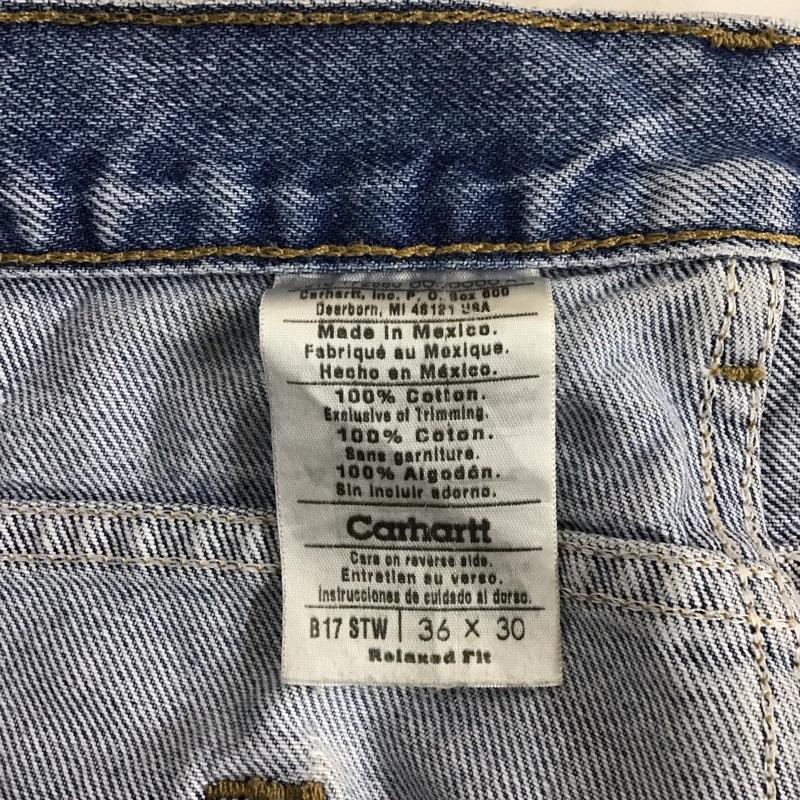 Carhartt, Inc. P. O. Box 600
Dearborn, MI 48121 USA
Made in Mexico.
Fabriqué au Mexique.
Hecho en México.
100% Cotton.
Exclusive of Trimming.
100% Coton.
Sans garniture.
100% Algodón.
Sin incluir adorno.
Carhartt
Care on reverse side.
Entretien au verso.
Instrucciones de cuidado al dorso.
B17 STW | 36 X 30
Relaxed Fit